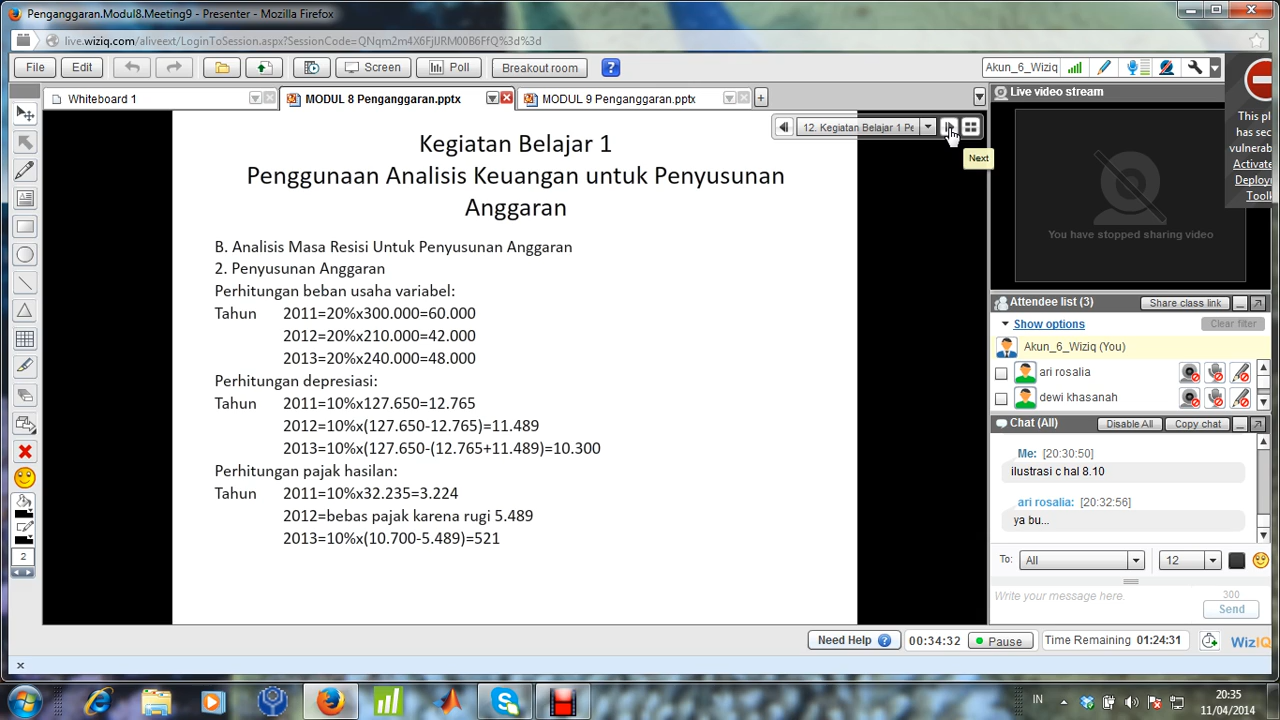 Penganggaran.Modul8.Meeting9 - Presenter - Mozilla Firefox
live.wiziq.com/aliveext/LoginToSession.aspx?SessionCode=QNqm2m4X6FjIJRM00B6FfQ%3d%3d
File Edit Screen Poll Breakout room ? Akun_6_Wiziq
Whiteboard 1 MODUL 8 Penganggaran.pptx MODUL 9 Penganggaran.pptx
12. Kegiatan Belajar 1 Pe
Next
Kegiatan Belajar 1
Penggunaan Analisis Keuangan untuk Penyusunan
Anggaran
B. Analisis Masa Resisi Untuk Penyusunan Anggaran
2. Penyusunan Anggaran
Perhitungan beban usaha variabel:
Tahun 2011=20%x300.000=60.000
2012=20%x210.000=42.000
2013=20%x240.000=48.000
Perhitungan depresiasi:
Tahun 2011=10%x127.650=12.765
2012=10%x(127.650-12.765)=11.489
2013=10%x(127.650-(12.765+11.489)=10.300
Perhitungan pajak hasilan:
Tahun 2011=10%x32.235=3.224
2012=bebas pajak karena rugi 5.489
2013=10%x(10.700-5.489)=521
2
Live video stream
You have stopped sharing video
This pl
has sec
vulnerab
Activate
Deploy
Toolk
Attendee list (3) Share class link
Show options Clear filter
Akun_6_Wiziq (You)
ari rosalia
dewi khasanah
Chat (All) Disable All Copy chat
Me: [20:30:50]
ilustrasi c hal 8.10
ari rosalia: [20:32:56]
ya bu...
To: All 12
Write your message here. 300
Send
Need Help ? 00:34:32 Pause Time Remaining 01:24:31 WizIQ
x
IN 20:35
11/04/2014